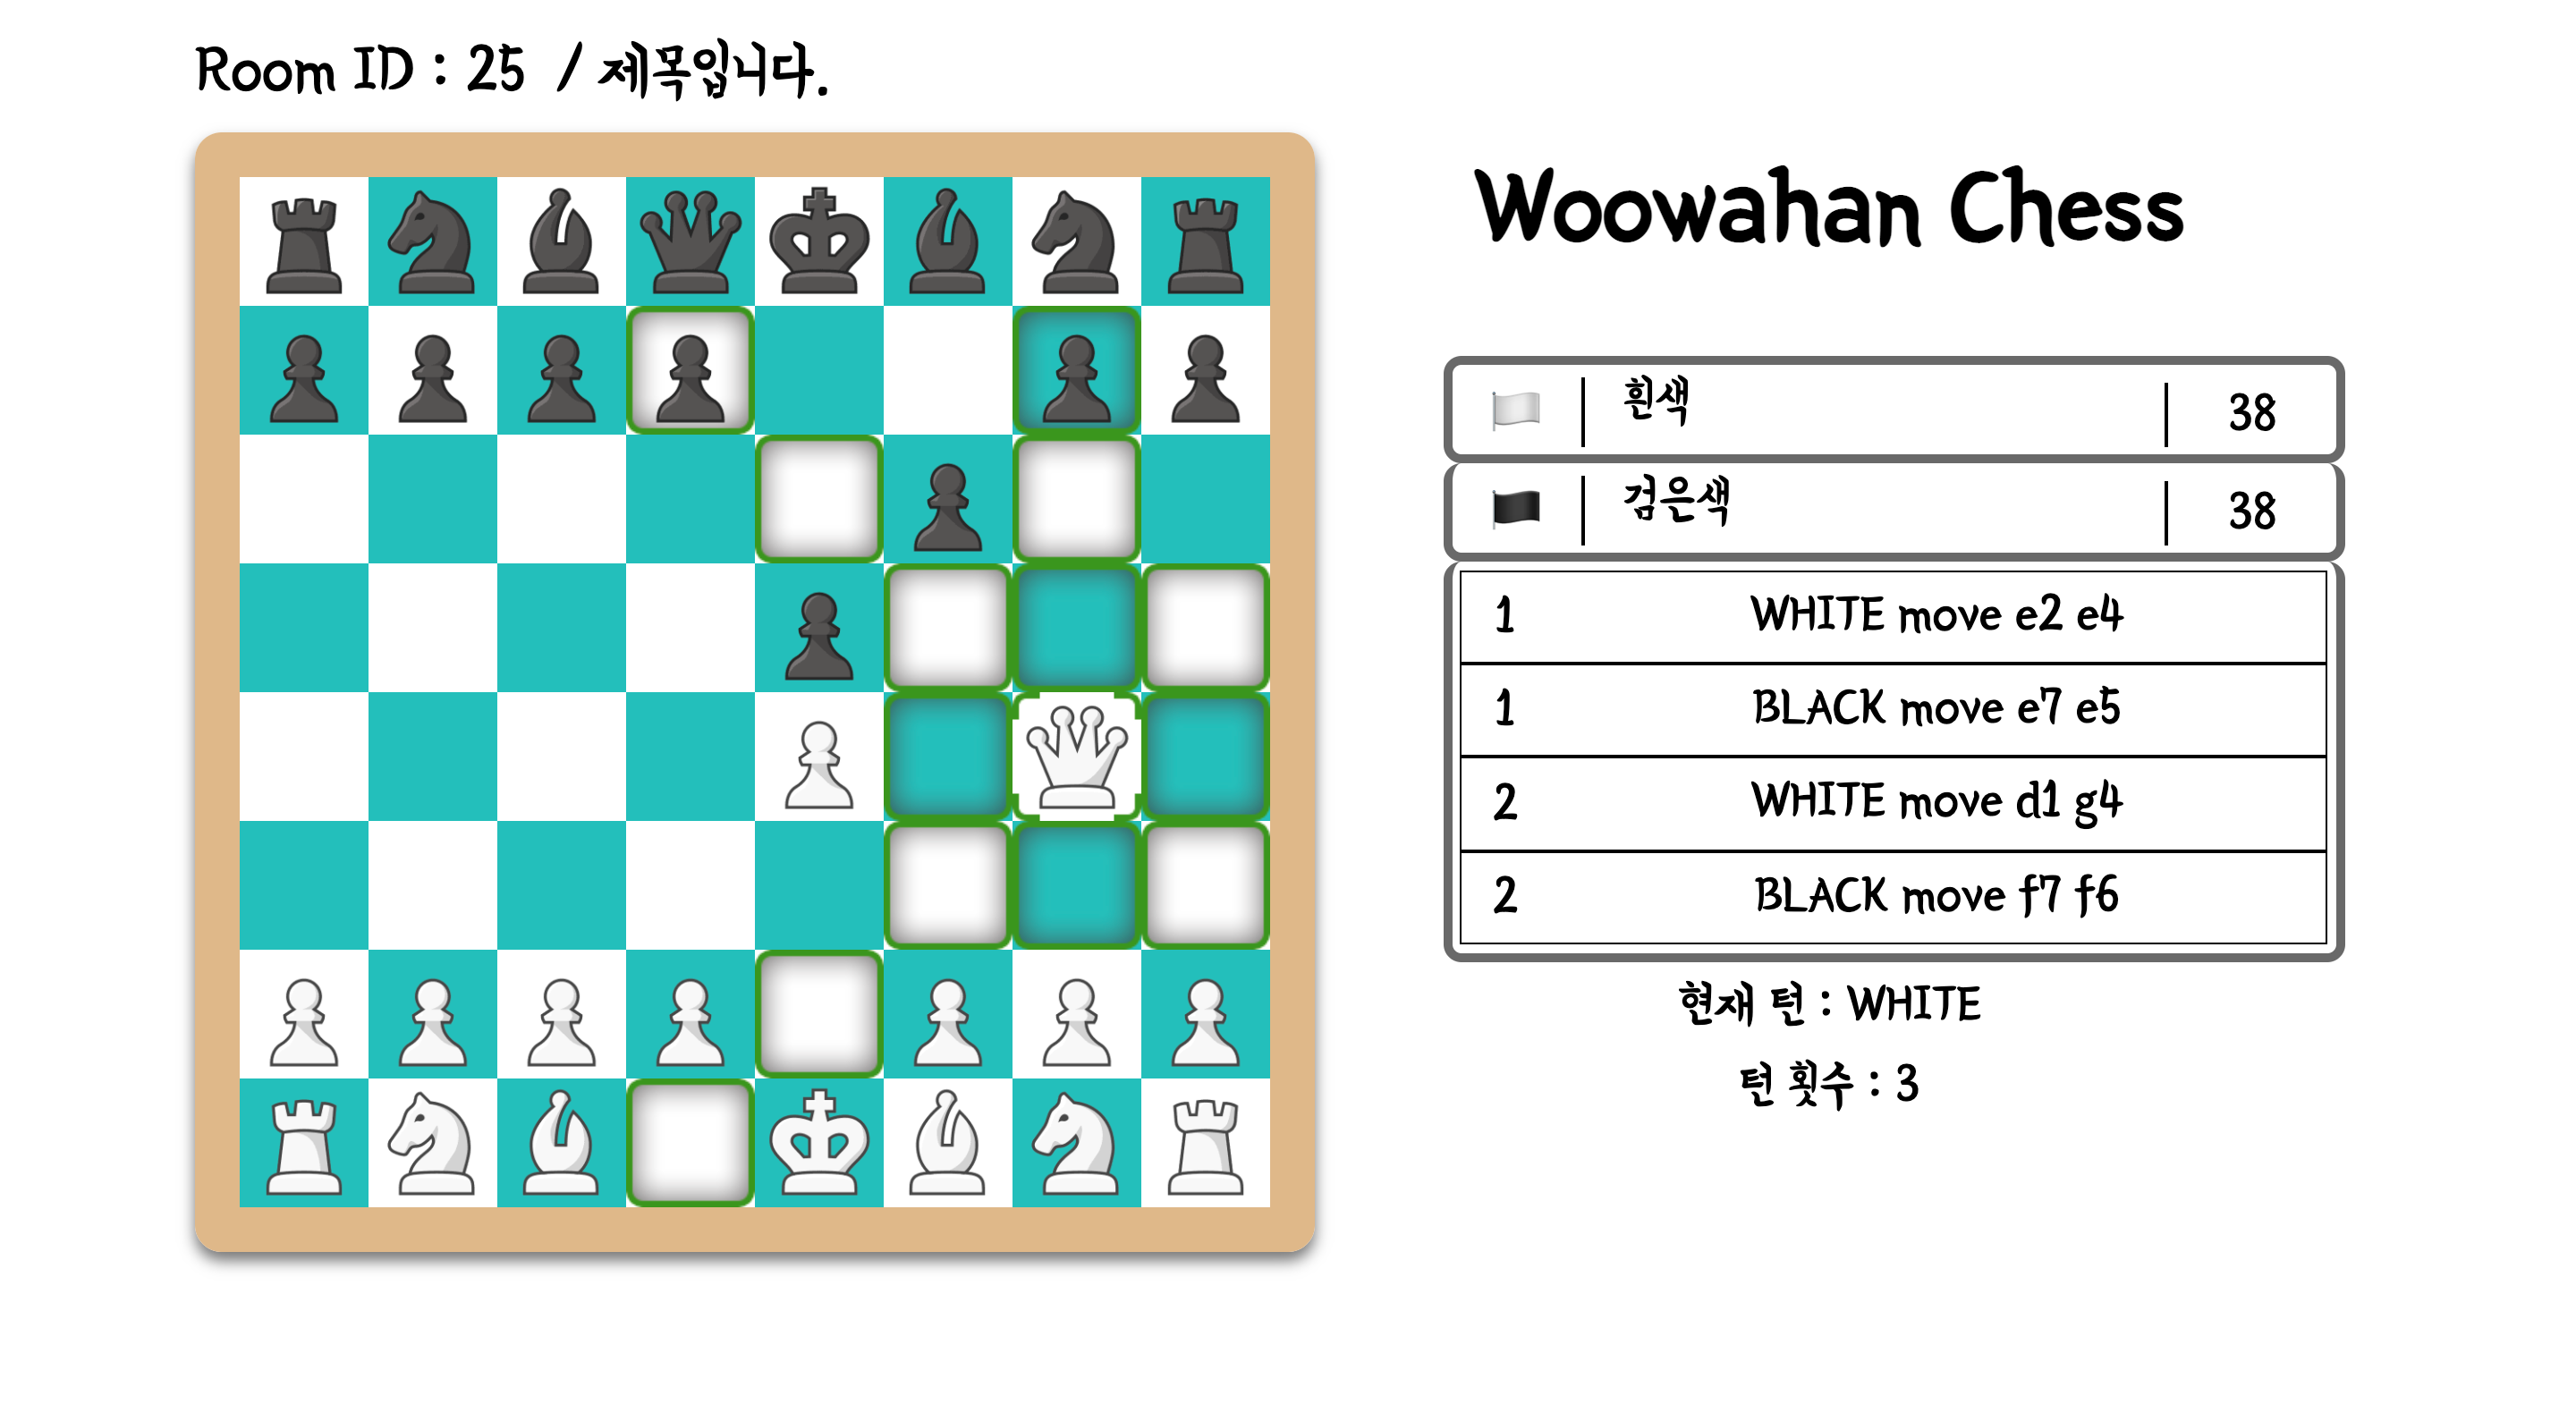 Room ID : 25 / 제목입니다.
Woowahan Chess
흰색 38
검은색 38
1 WHITE move e2 e4
1 BLACK move e7 e5
2 WHITE move d1 g4
2 BLACK move f7 f6
현재 턴 : WHITE
턴 횟수 : 3